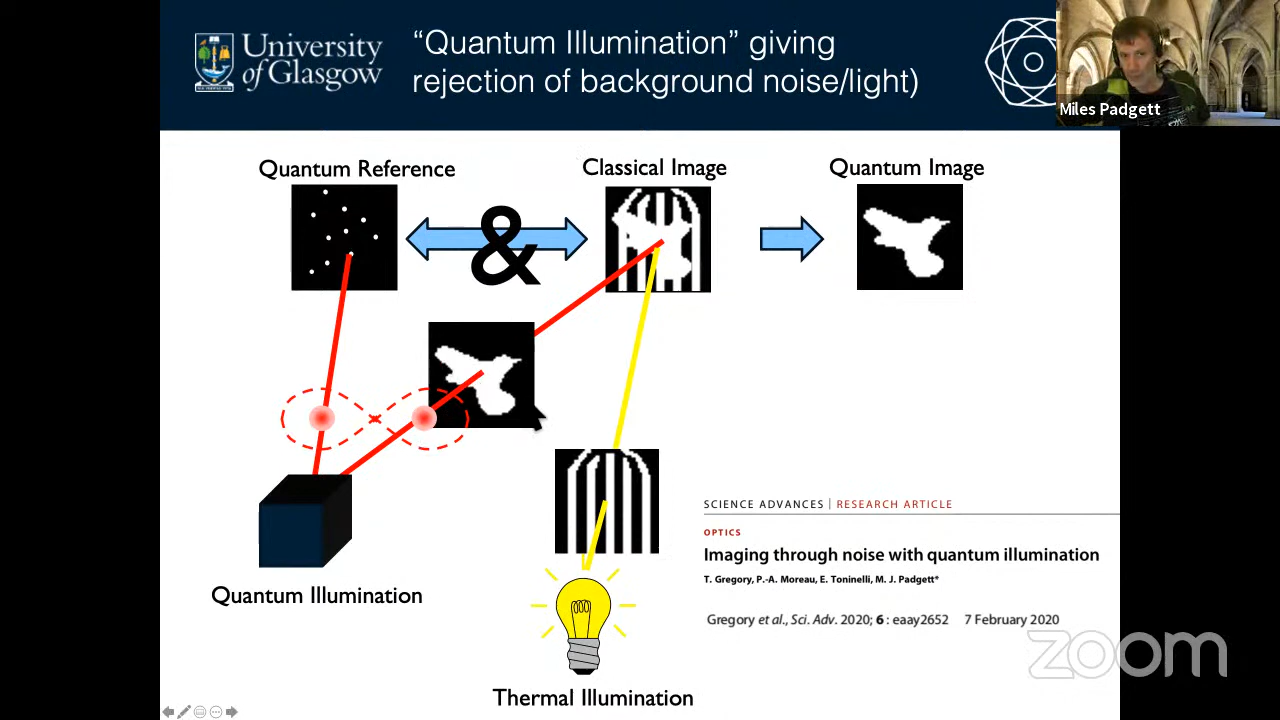 University
of Glasgow
“Quantum Illumination” giving
rejection of background noise/light)
Miles Padgett
Quantum Reference
Classical Image
Quantum Image
&
SCIENCE ADVANCES | RESEARCH ARTICLE
OPTICS
Imaging through noise with quantum illumination
T. Gregory, P.-A. Moreau, E. Toninelli, M. J. Padgett*
Quantum Illumination
Gregory et al., Sci. Adv. 2020; 6 : eaay2652 7 February 2020
zoom
Thermal Illumination